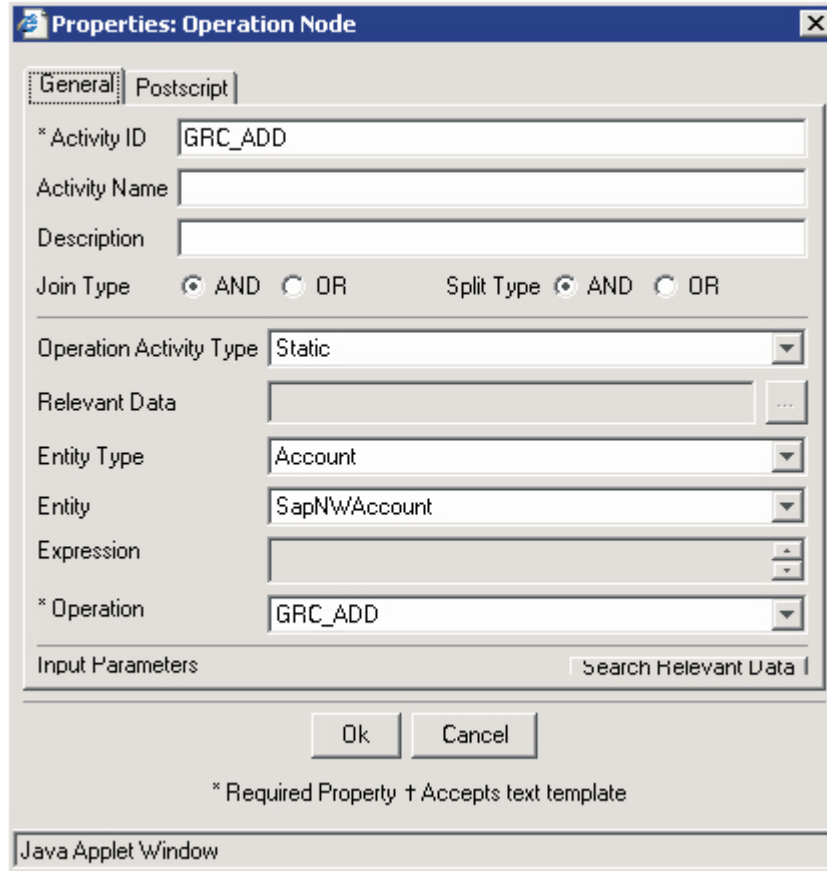 Properties: Operation Node
General Postscript
* Activity ID GRC_ADD
Activity Name
Description
Join Type AND OR Split Type AND OR
Operation Activity Type Static
Relevant Data ...
Entity Type Account
Entity SapNWAccount
Expression
* Operation GRC_ADD
Input Parameters Search Relevant Data
Ok Cancel
* Required Property † Accepts text template
Java Applet Window